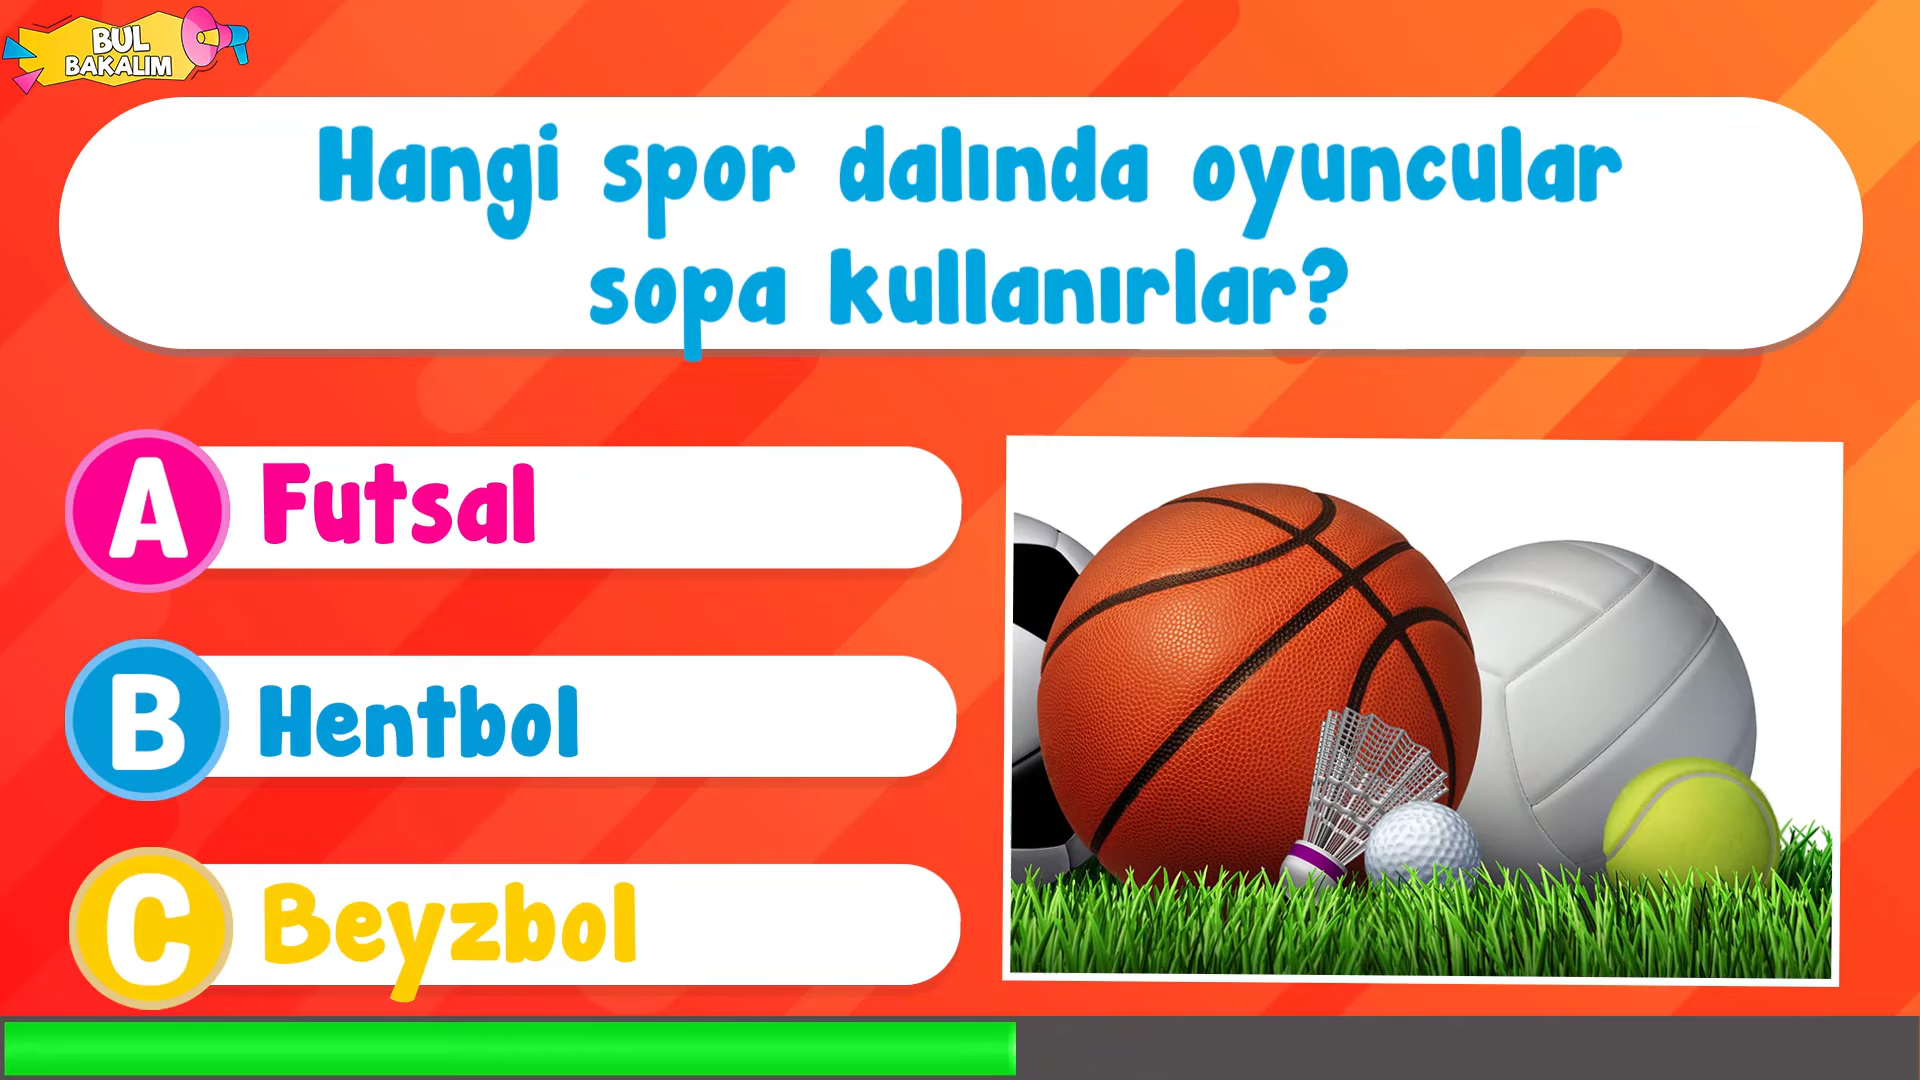 BUL
BAKALIM
Hangi spor dalında oyuncular
sopa kullanırlar?
A Futsal
B Hentbol
C Beyzbol